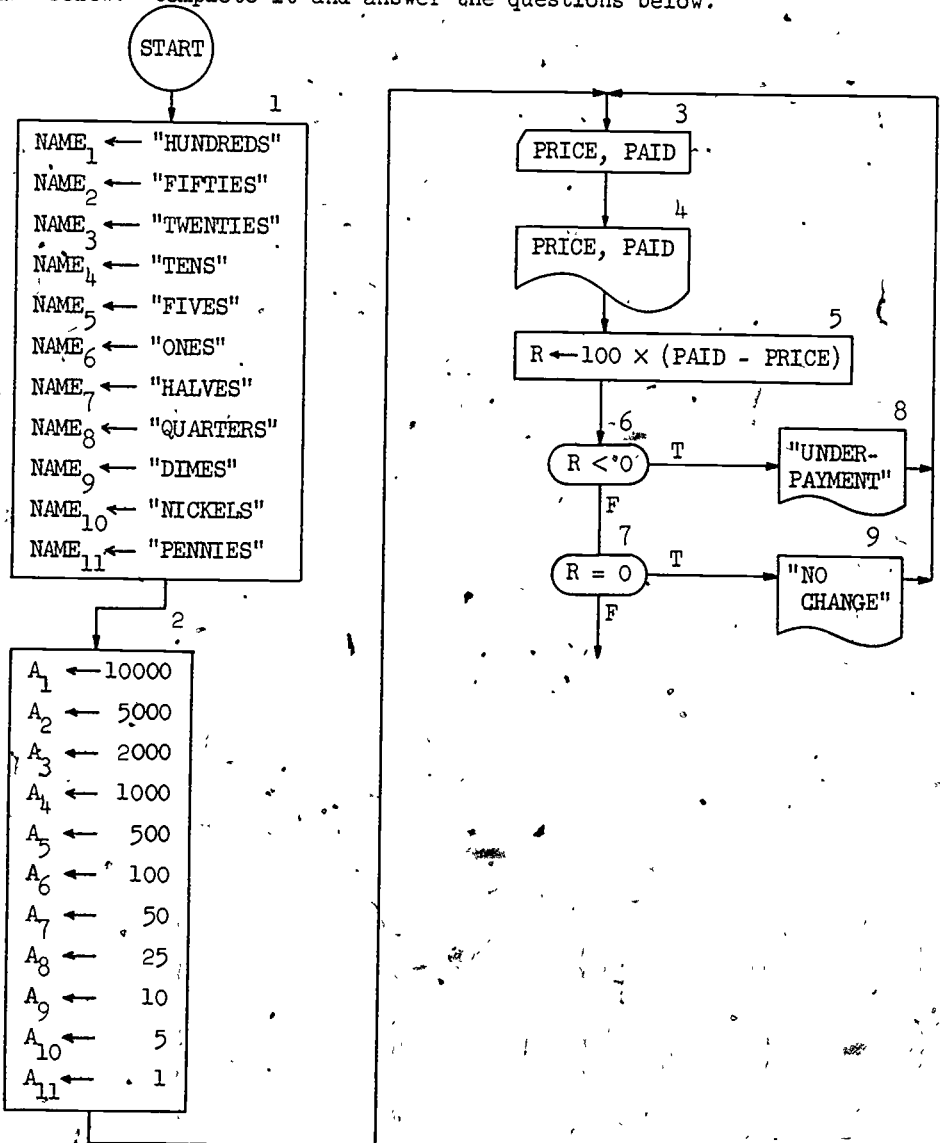 below. Complete it and answer the questions below.
START
1
NAME₁ ← "HUNDREDS"
NAME₂ ← "FIFTIES"
NAME₃ ← "TWENTIES"
NAME₄ ← "TENS"
NAME₅ ← "FIVES"
NAME₆ ← "ONES"
NAME₇ ← "HALVES"
NAME₈ ← "QUARTERS"
NAME₉ ← "DIMES"
NAME₁₀ ← "NICKELS"
NAME₁₁ ← "PENNIES"
2
A₁ ← 10000
A₂ ← 5000
A₃ ← 2000
A₄ ← 1000
A₅ ← 500
A₆ ← 100
A₇ ← 50
A₈ ← 25
A₉ ← 10
A₁₀ ← 5
A₁₁ ← 1
3
PRICE, PAID
4
PRICE, PAID
5
R ← 100 × (PAID - PRICE)
6
R < 0
T
F
8
"UNDER-
PAYMENT"
7
R = 0
T
F
9
"NO
CHANGE"